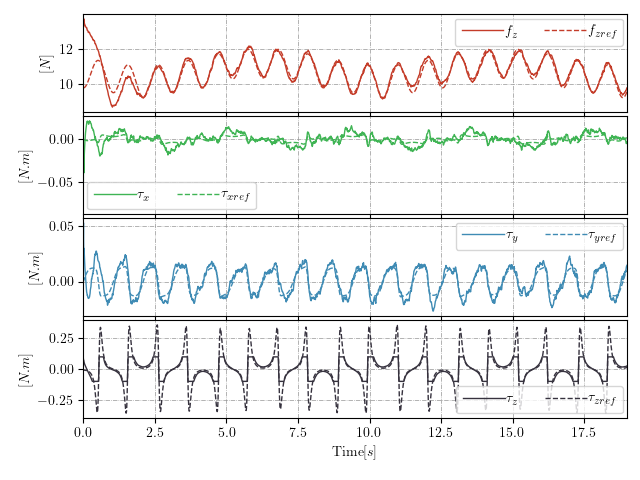 12
10
[N]
f_z f_zref
0.00
−0.05
[N.m]
τ_x τ_xref
0.05
0.00
[N.m]
τ_y τ_yref
0.25
0.00
−0.25
[N.m]
τ_z τ_zref
0.0 2.5 5.0 7.5 10.0 12.5 15.0 17.5
Time[s]